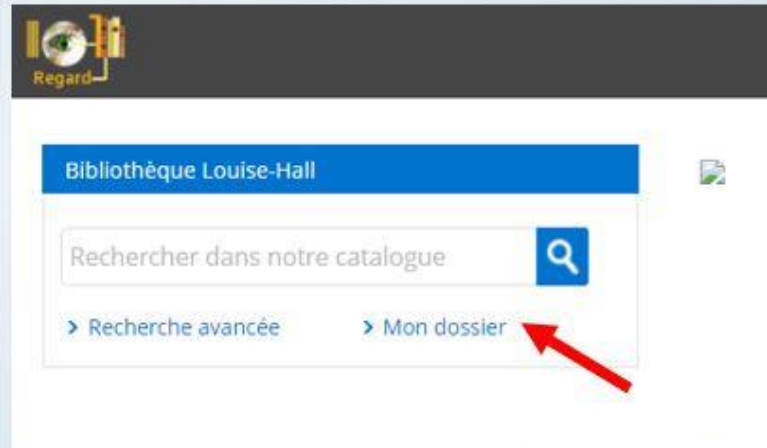 Regard
Bibliothèque Louise-Hall
Rechercher dans notre catalogue
> Recherche avancée
> Mon dossier